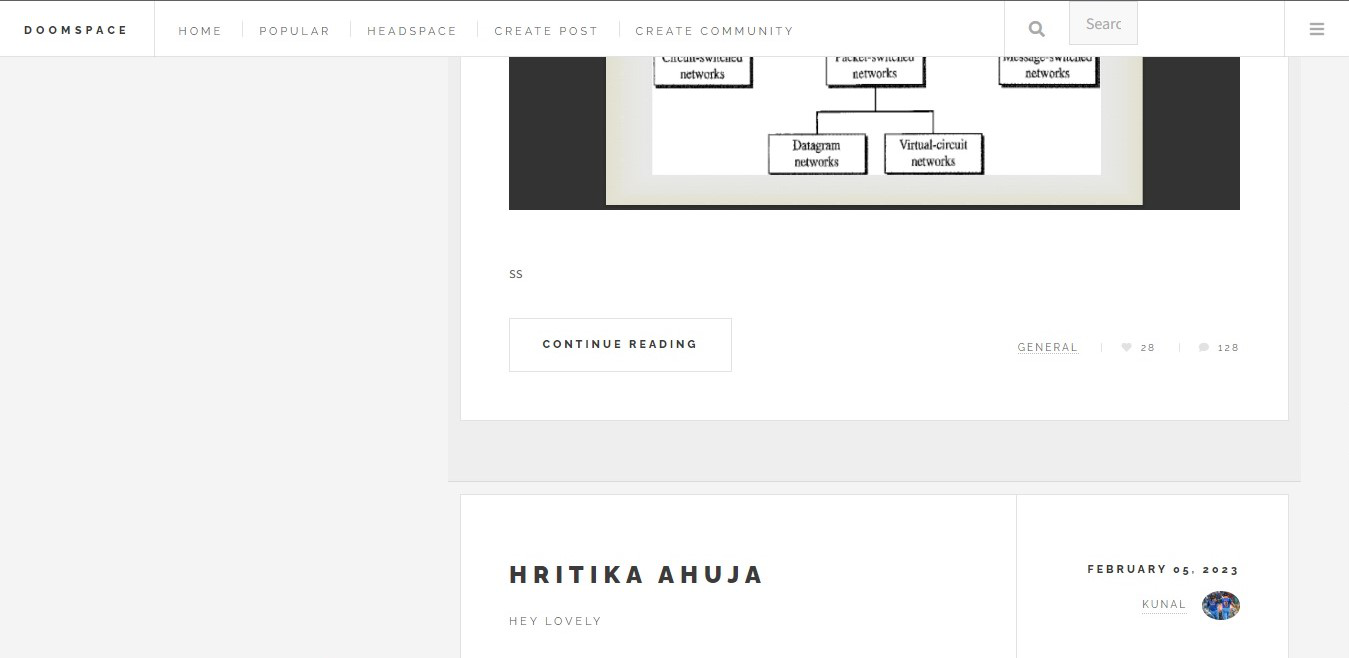 DOOMSPACE
HOME
POPULAR
HEADSPACE
CREATE POST
CREATE COMMUNITY
Searc
Circuit-switched
networks
Packet-switched
networks
Message-switched
networks
Datagram
networks
Virtual-circuit
networks
ss
CONTINUE READING
GENERAL
28
128
HRITIKA AHUJA
HEY LOVELY
FEBRUARY 05, 2023
KUNAL